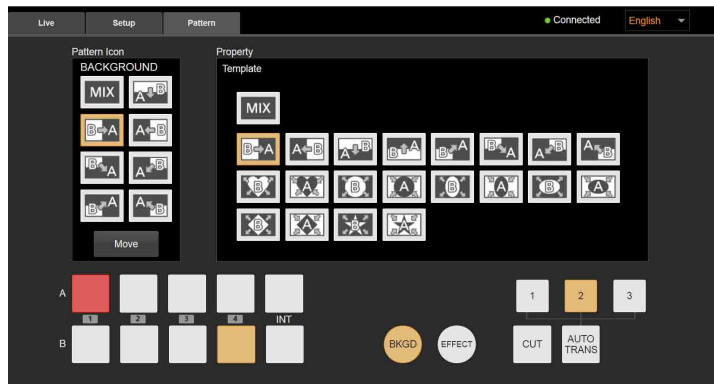 Live Setup Pattern Connected English
Pattern Icon Property
BACKGROUND Template
MIX A B
B A A B
B A A B
B A A B
Move
MIX
B A A B A B B A B A B A A B A B
B A B A B A B A
B A B A
A
1 2 3 4 INT
B
1 2 3
BKGD EFFECT CUT AUTO
TRANS